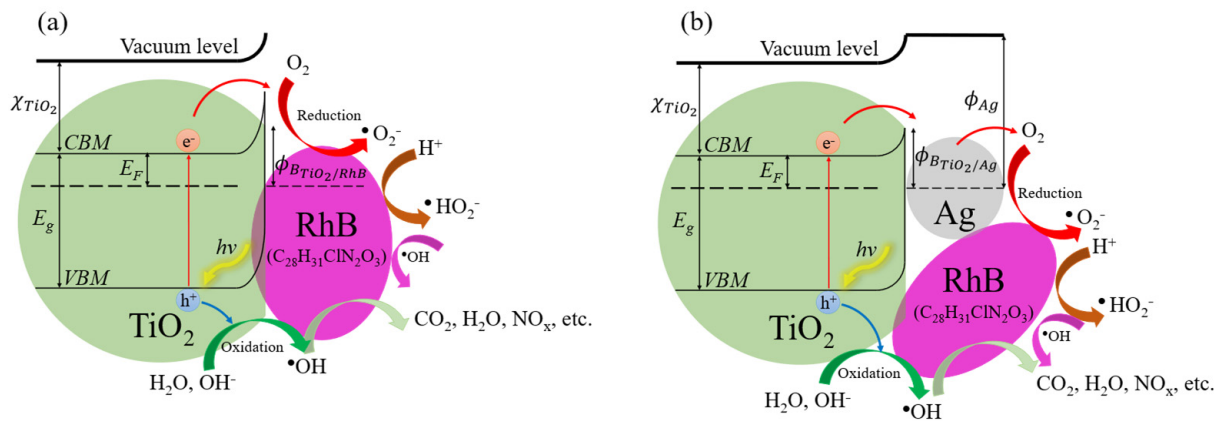 (a)
Vacuum level
χTiO₂
CBM
e⁻
EF
Eg
VBM
hν
h⁺
TiO₂
ϕBTiO₂/RhB
O₂
Reduction
•O₂⁻
H⁺
•HO₂⁻
•OH
RhB
(C₂₈H₃₁ClN₂O₃)
CO₂, H₂O, NOₓ, etc.
Oxidation
H₂O, OH⁻
•OH
(b)
Vacuum level
χTiO₂
CBM
e⁻
EF
Eg
VBM
hν
h⁺
TiO₂
ϕBTiO₂/Ag
ϕAg
Ag
O₂
Reduction
•O₂⁻
H⁺
•HO₂⁻
•OH
RhB
(C₂₈H₃₁ClN₂O₃)
CO₂, H₂O, NOₓ, etc.
Oxidation
H₂O, OH⁻
•OH